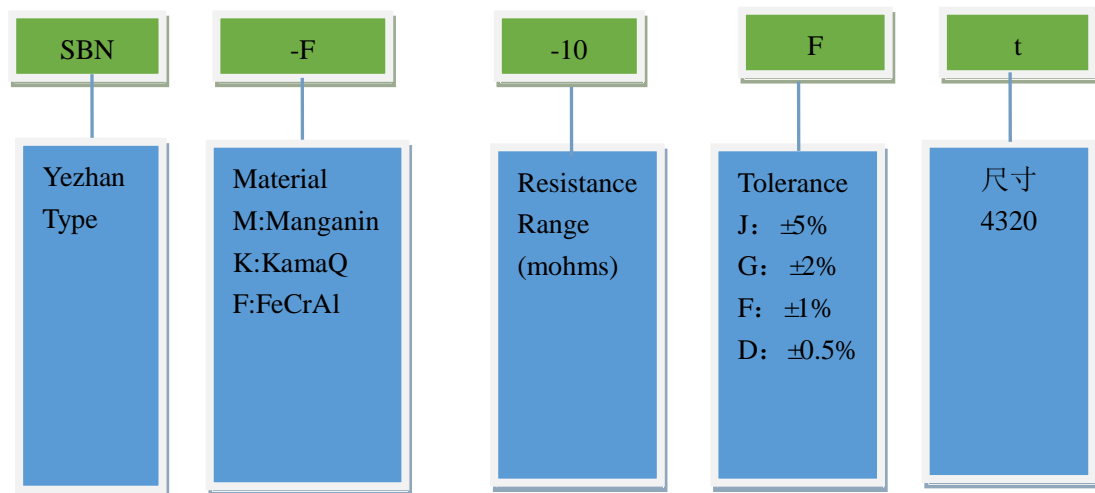 SBN
-F
-10
F
t
Yezhan
Type
Material
M:Manganin
K:KamaQ
F:FeCrAl
Resistance
Range
(mohms)
Tolerance
J： ±5%
G： ±2%
F： ±1%
D： ±0.5%
尺寸
4320